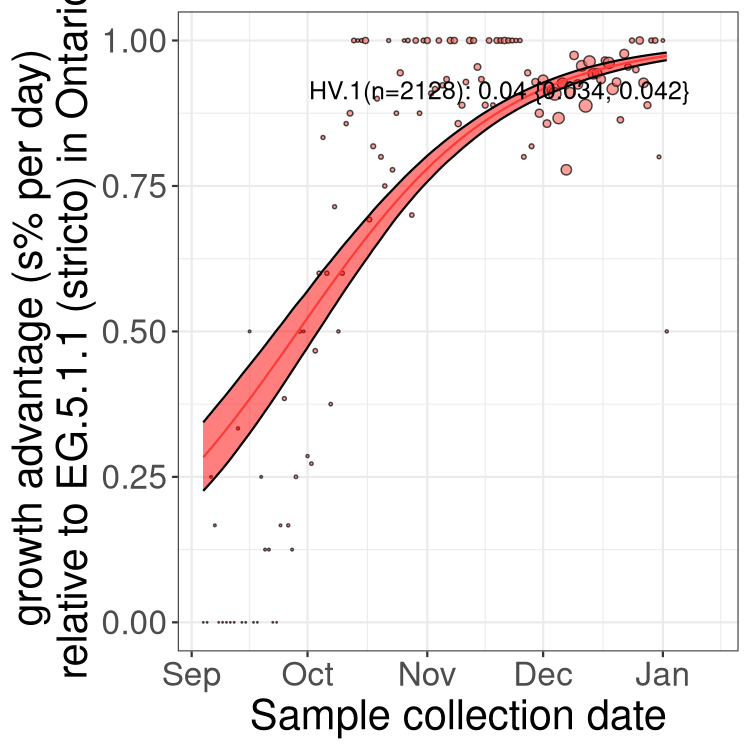 growth advantage (s% per day)
relative to EG.5.1.1 (stricto) in Ontario
1.00
0.75
0.50
0.25
0.00
HV.1(n=2128): 0.04 {0.034, 0.042}
Sep Oct Nov Dec Jan
Sample collection date